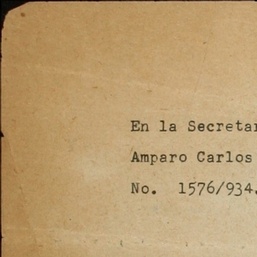 En la Secretar
Amparo Carlos
No. 1576/934.